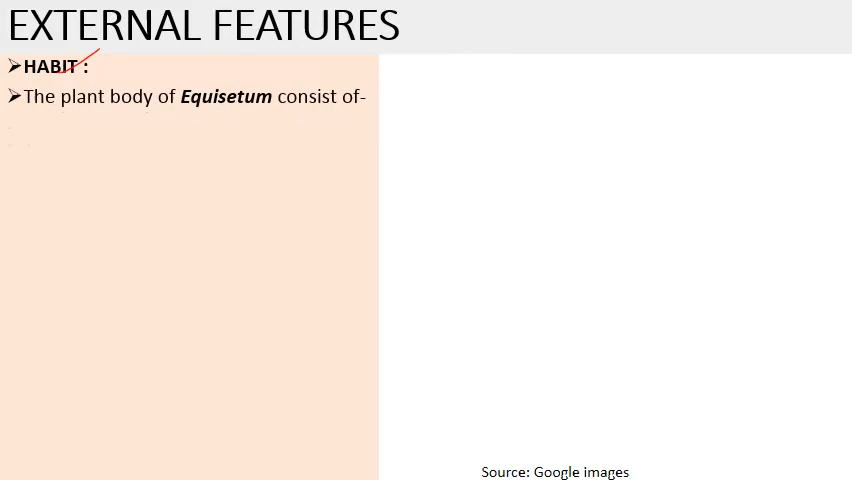 EXTERNAL FEATURES
➢HABIT :
➢The plant body of Equisetum consist of-
Source: Google images